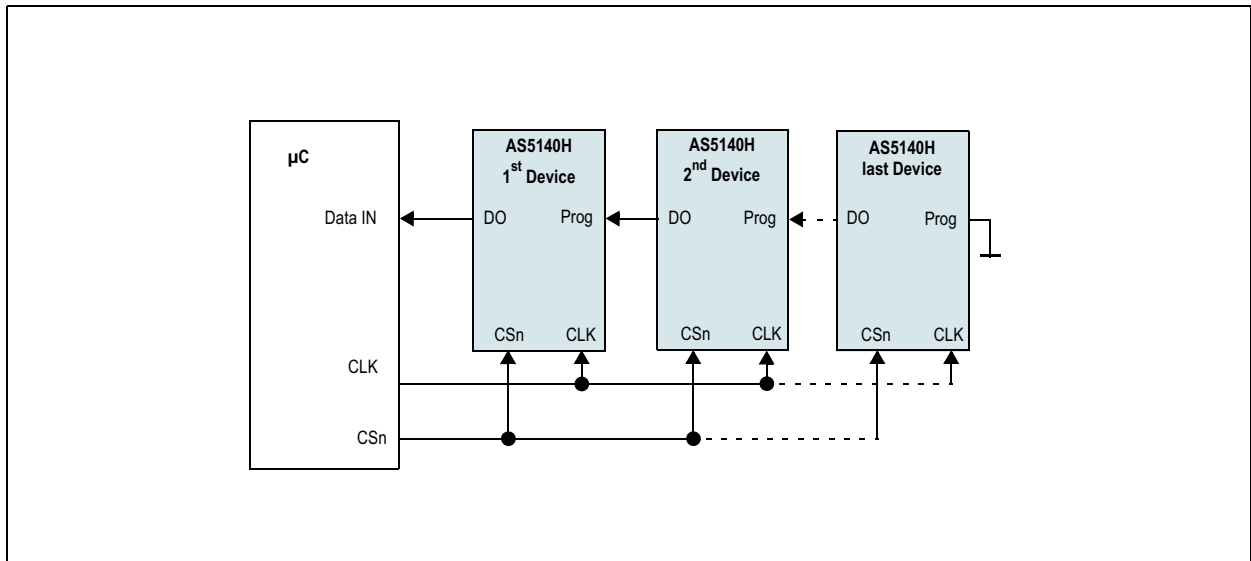 µC
Data IN
CLK
CSn
AS5140H
1st Device
DO Prog
CSn CLK
AS5140H
2nd Device
DO Prog
CSn CLK
AS5140H
last Device
DO Prog
CSn CLK